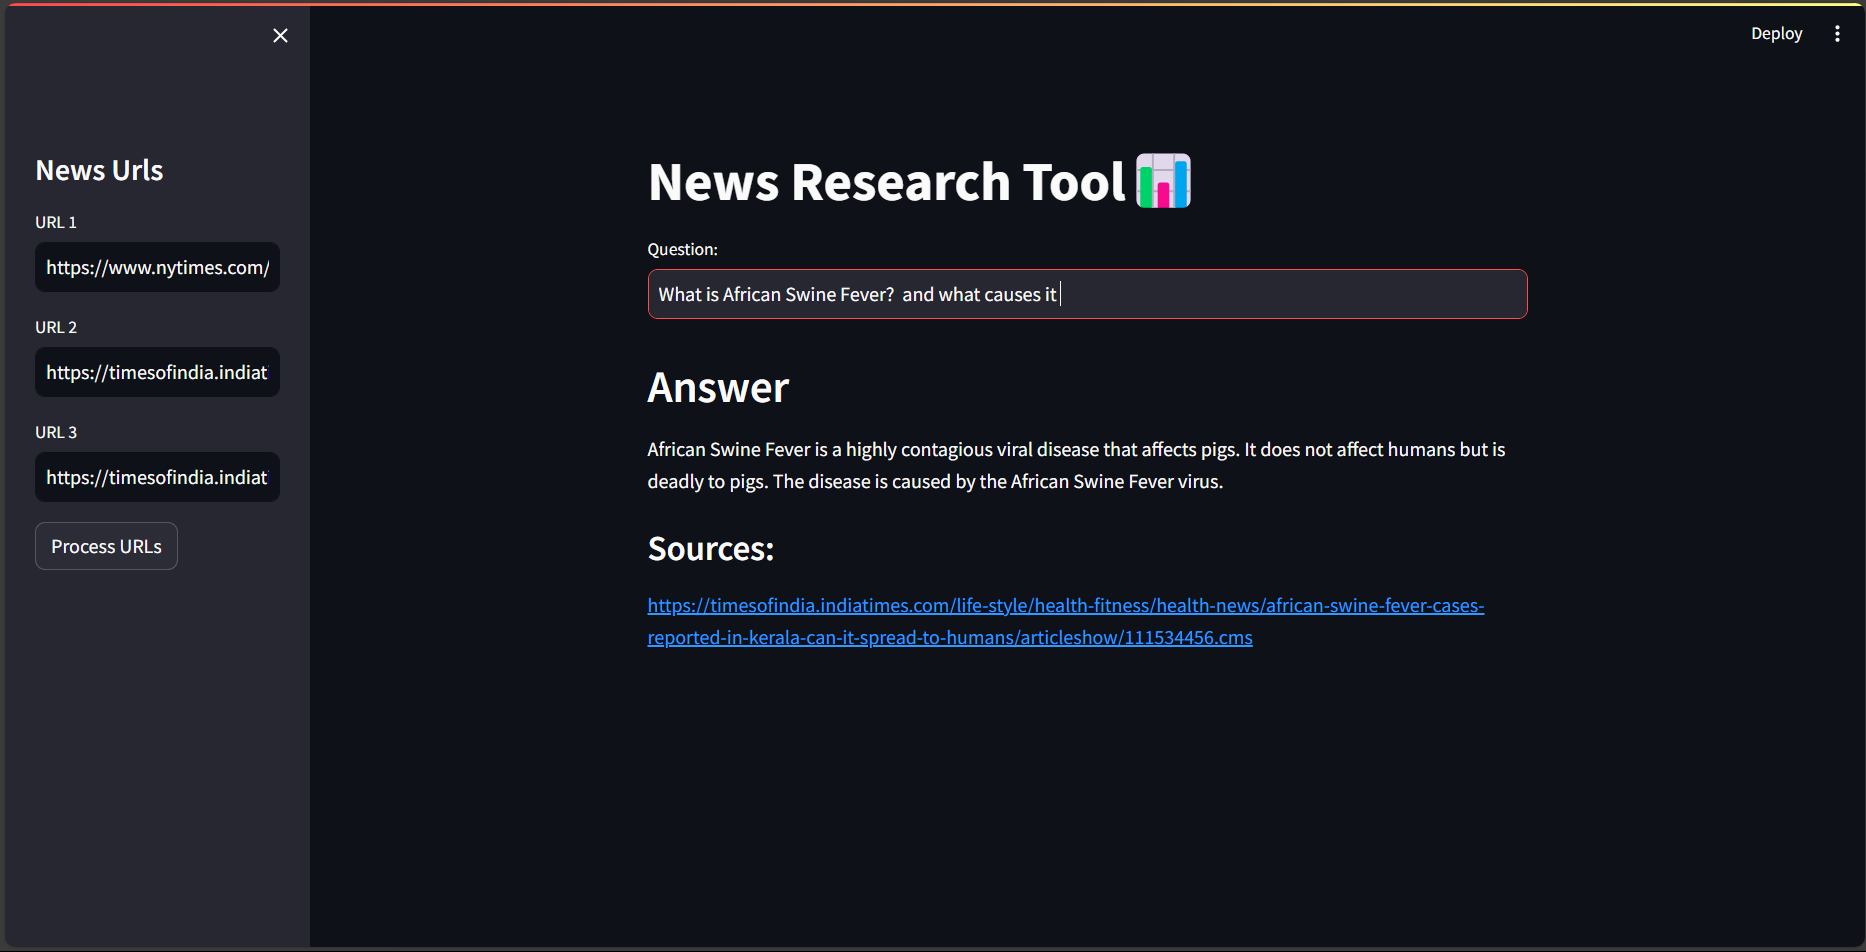 Deploy
News Urls
URL 1
https://www.nytimes.com/
URL 2
https://timesofindia.indiat
URL 3
https://timesofindia.indiat
Process URLs
News Research Tool
Question:
What is African Swine Fever?  and what causes it
Answer
African Swine Fever is a highly contagious viral disease that affects pigs. It does not affect humans but is
deadly to pigs. The disease is caused by the African Swine Fever virus.
Sources:
https://timesofindia.indiatimes.com/life-style/health-fitness/health-news/african-swine-fever-cases-
reported-in-kerala-can-it-spread-to-humans/articleshow/111534456.cms